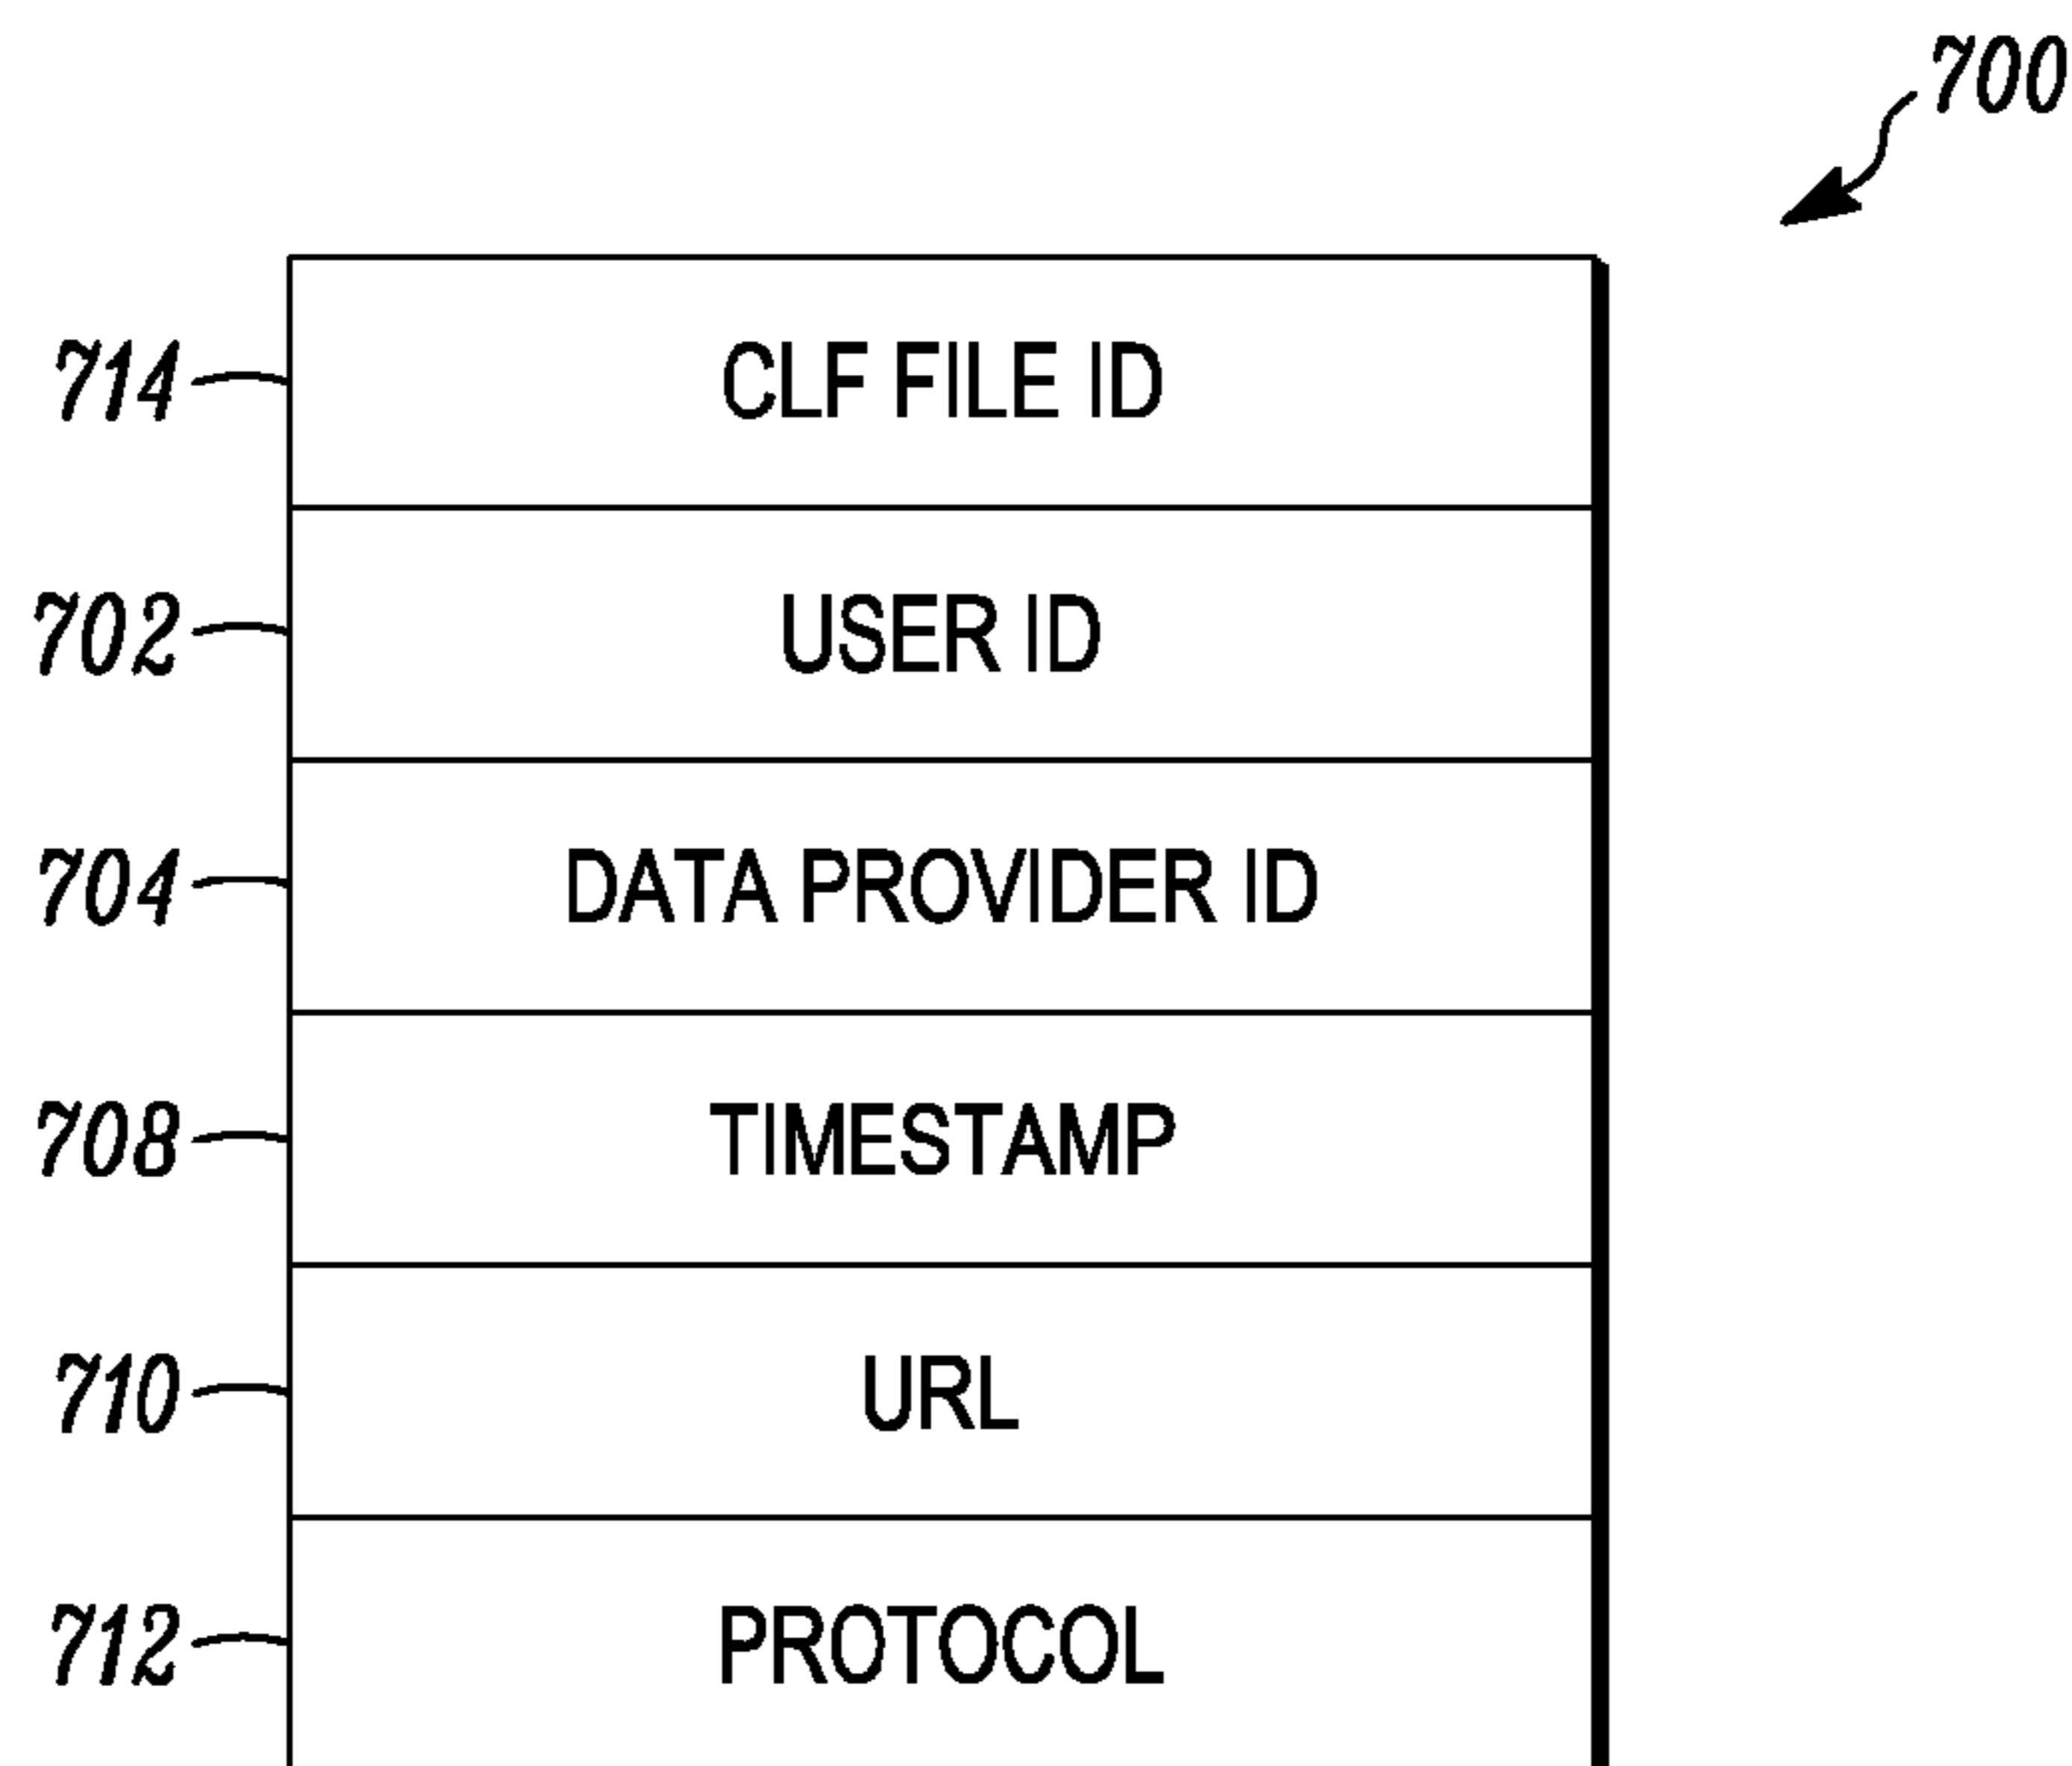 700
714 CLF FILE ID
702 USER ID
704 DATA PROVIDER ID
708 TIMESTAMP
710 URL
712 PROTOCOL